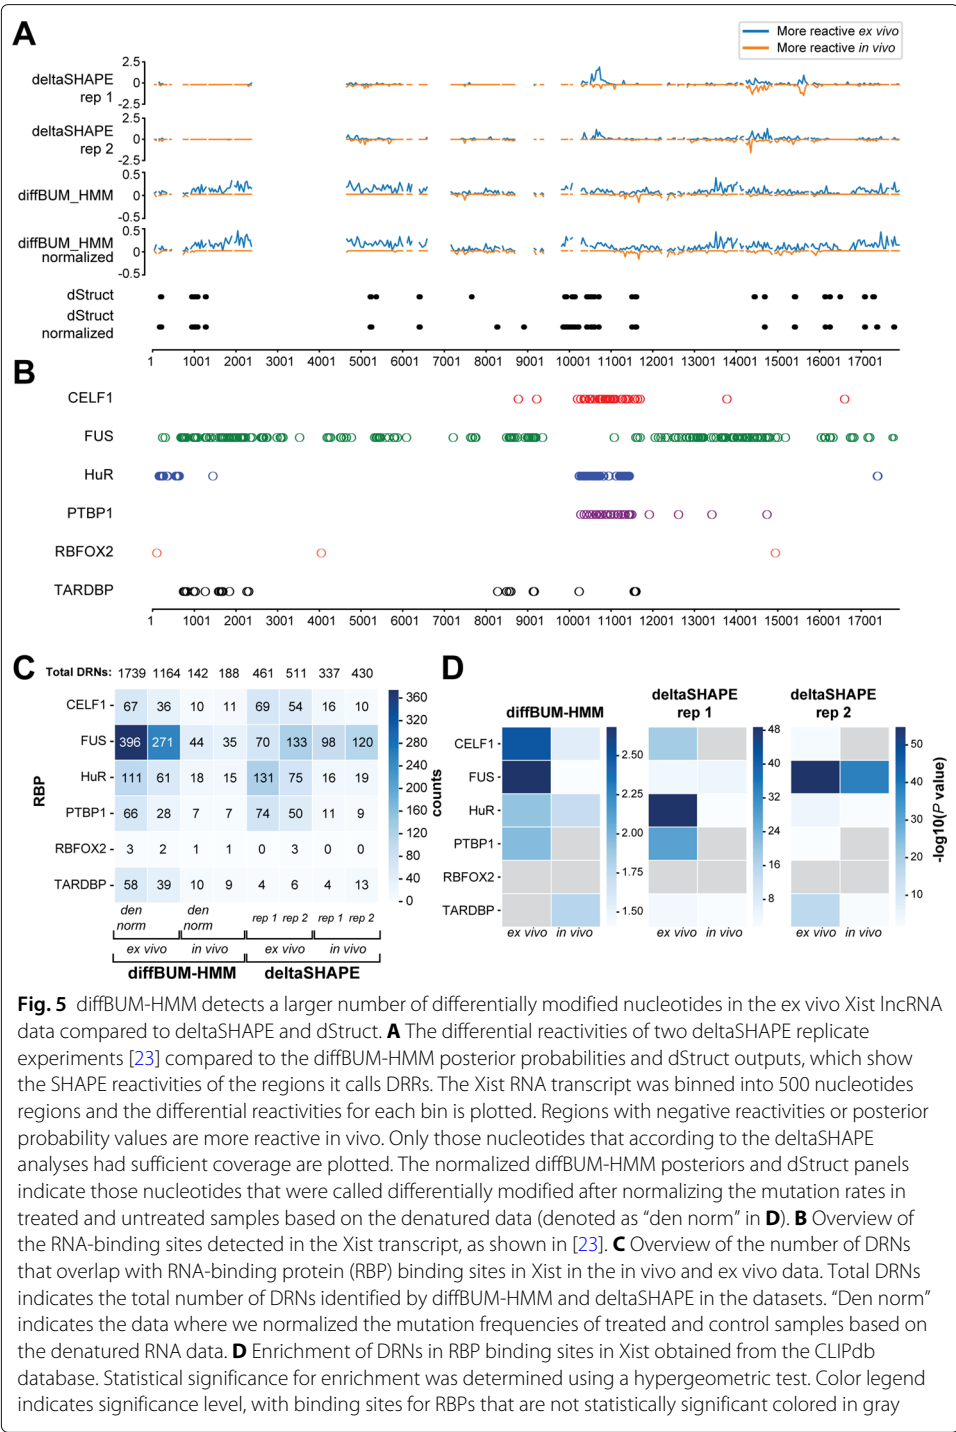 A
More reactive ex vivo
More reactive in vivo
deltaSHAPE
rep 1
2.5
0
-2.5
deltaSHAPE
rep 2
2.5
0
-2.5
diffBUM_HMM
0.5
0
-0.5
diffBUM_HMM
normalized
0.5
0
-0.5
dStruct
dStruct
normalized
1 1001 2001 3001 4001 5001 6001 7001 8001 9001 10001 11001 12001 13001 14001 15001 16001 17001
B
CELF1
FUS
HuR
PTBP1
RBFOX2
TARDBP
1 1001 2001 3001 4001 5001 6001 7001 8001 9001 10001 11001 12001 13001 14001 15001 16001 17001
C
Total DRNs: 1739 1164 142 188 461 511 337 430
RBP
CELF1 67 36 10 11 69 54 16 10
FUS 396 271 44 35 70 133 98 120
HuR 111 61 18 15 131 75 16 19
PTBP1 66 28 7 7 74 50 11 9
RBFOX2 3 2 1 1 0 3 0 0
TARDBP 58 39 10 9 4 6 4 13
den norm den norm rep 1 rep 2 rep 1 rep 2
ex vivo in vivo ex vivo in vivo
diffBUM-HMM deltaSHAPE
360
320
280
240
200
160
120
80
40
0
counts
D
diffBUM-HMM
deltaSHAPE
rep 1
deltaSHAPE
rep 2
CELF1
FUS
HuR
PTBP1
RBFOX2
TARDBP
ex vivo in vivo
2.50
2.25
2.00
1.75
1.50
ex vivo in vivo
48
40
32
24
16
8
ex vivo in vivo
50
40
30
20
10
-log10(P value)
Fig. 5 diffBUM-HMM detects a larger number of differentially modified nucleotides in the ex vivo Xist lncRNA
data compared to deltaSHAPE and dStruct. A The differential reactivities of two deltaSHAPE replicate
experiments [23] compared to the diffBUM-HMM posterior probabilities and dStruct outputs, which show
the SHAPE reactivities of the regions it calls DRRs. The Xist RNA transcript was binned into 500 nucleotides
regions and the differential reactivities for each bin is plotted. Regions with negative reactivities or posterior
probability values are more reactive in vivo. Only those nucleotides that according to the deltaSHAPE
analyses had sufficient coverage are plotted. The normalized diffBUM-HMM posteriors and dStruct panels
indicate those nucleotides that were called differentially modified after normalizing the mutation rates in
treated and untreated samples based on the denatured data (denoted as “den norm” in D). B Overview of
the RNA-binding sites detected in the Xist transcript, as shown in [23]. C Overview of the number of DRNs
that overlap with RNA-binding protein (RBP) binding sites in Xist in the in vivo and ex vivo data. Total DRNs
indicates the total number of DRNs identified by diffBUM-HMM and deltaSHAPE in the datasets. “Den norm”
indicates the data where we normalized the mutation frequencies of treated and control samples based on
the denatured RNA data. D Enrichment of DRNs in RBP binding sites in Xist obtained from the CLIPdb
database. Statistical significance for enrichment was determined using a hypergeometric test. Color legend
indicates significance level, with binding sites for RBPs that are not statistically significant colored in gray